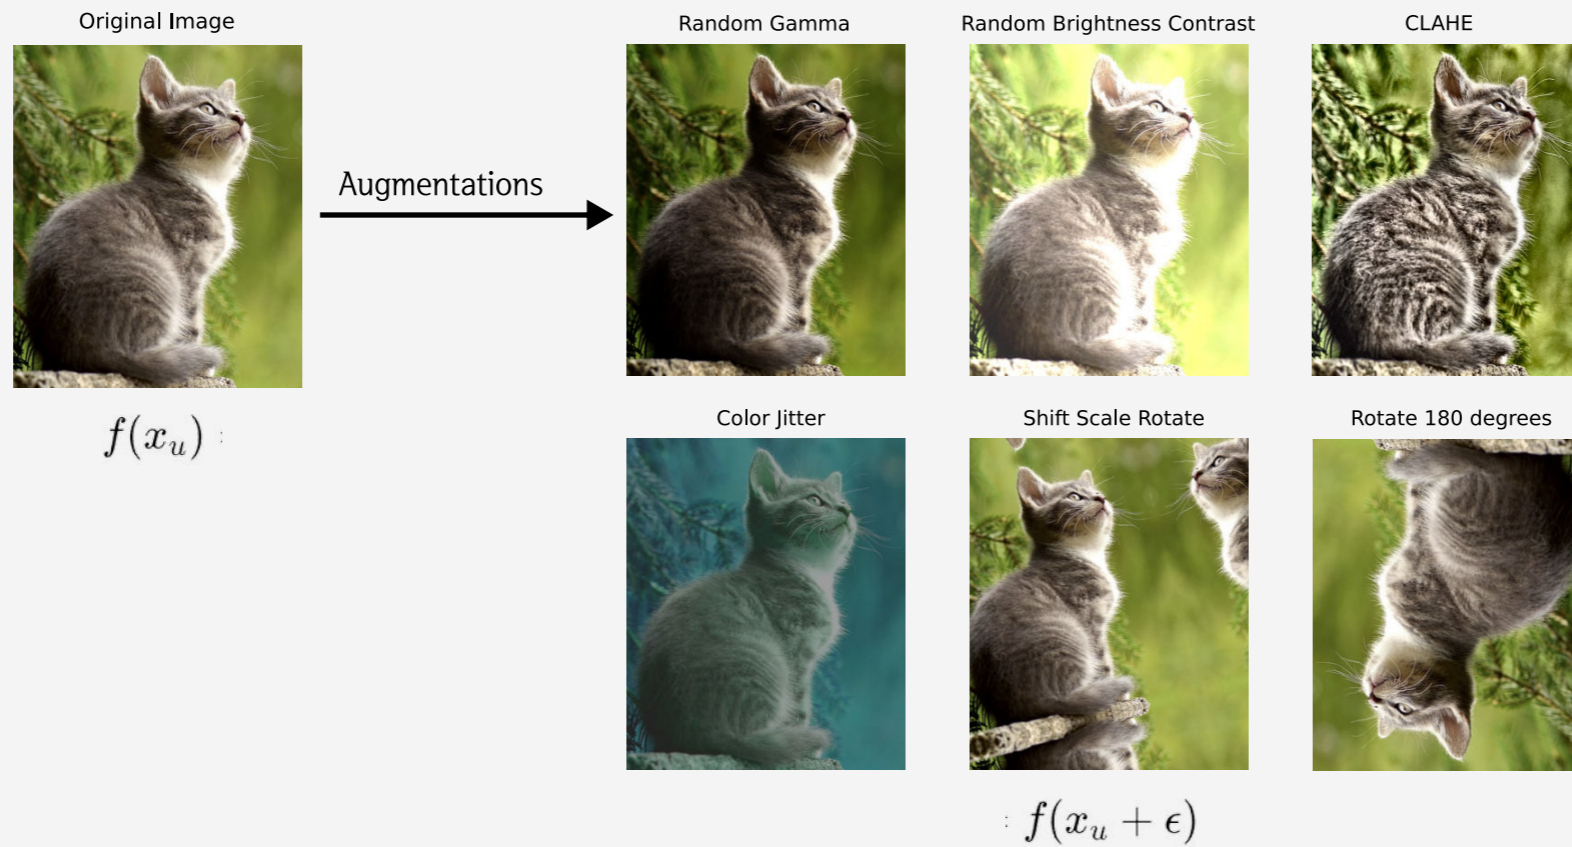 Original Image
Random Gamma
Random Brightness Contrast
CLAHE
Augmentations
f(x_u) :
Color Jitter
Shift Scale Rotate
Rotate 180 degrees
: f(x_u + ϵ)